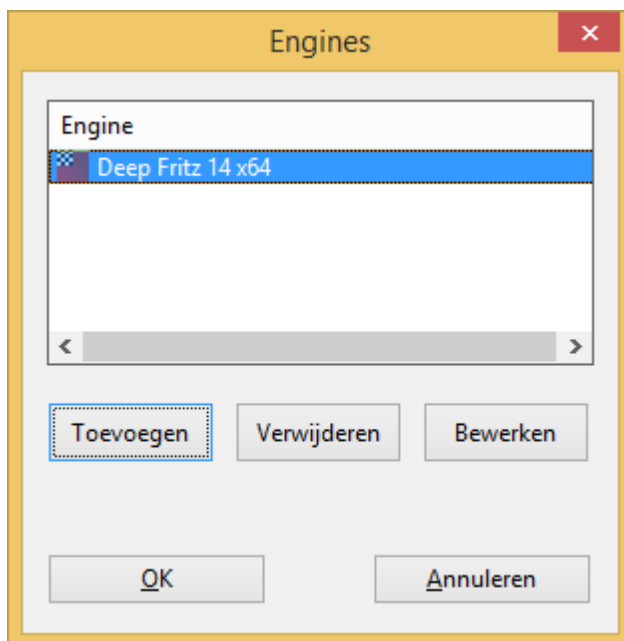 Engines
Engine
Deep Fritz 14 x64
Toevoegen Verwijderen Bewerken
OK Annuleren